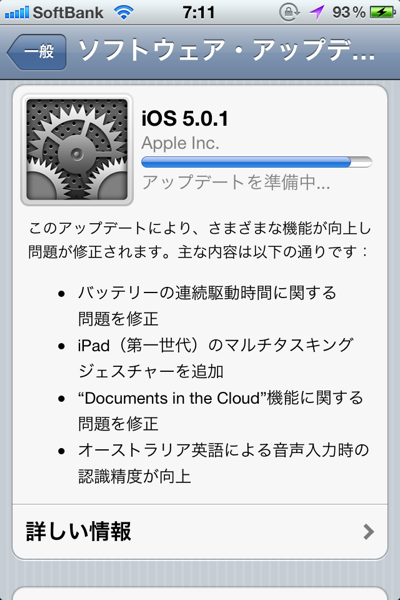 SoftBank 7:11 93%
一般 ソフトウェア・アップデ...
iOS 5.0.1
Apple Inc.
アップデートを準備中...
このアップデートにより、さまざまな機能が向上し
問題が修正されます。主な内容は以下の通りです：
• バッテリーの連続駆動時間に関する
問題を修正
• iPad（第一世代）のマルチタスキング
ジェスチャーを追加
• “Documents in the Cloud”機能に関する
問題を修正
• オーストラリア英語による音声入力時の
認識精度が向上
詳しい情報